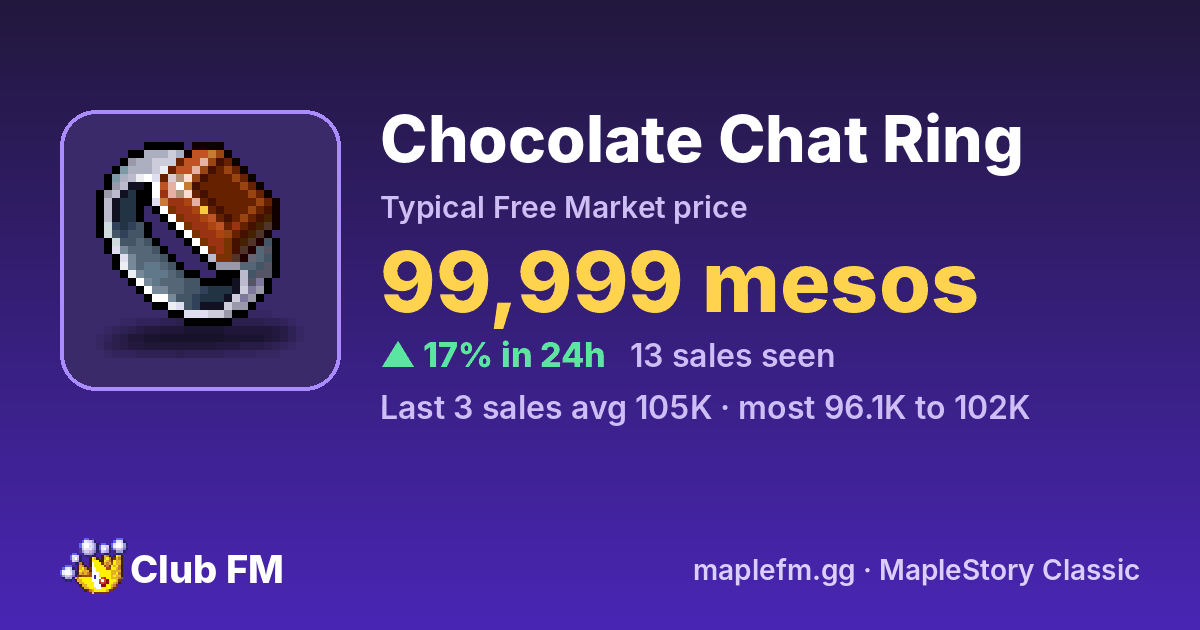 Chocolate Chat Ring
Typical Free Market price
99,999 mesos
▲ 17% in 24h 13 sales seen
Last 3 sales avg 105K · most 96.1K to 102K
Club FM
maplefm.gg · MapleStory Classic